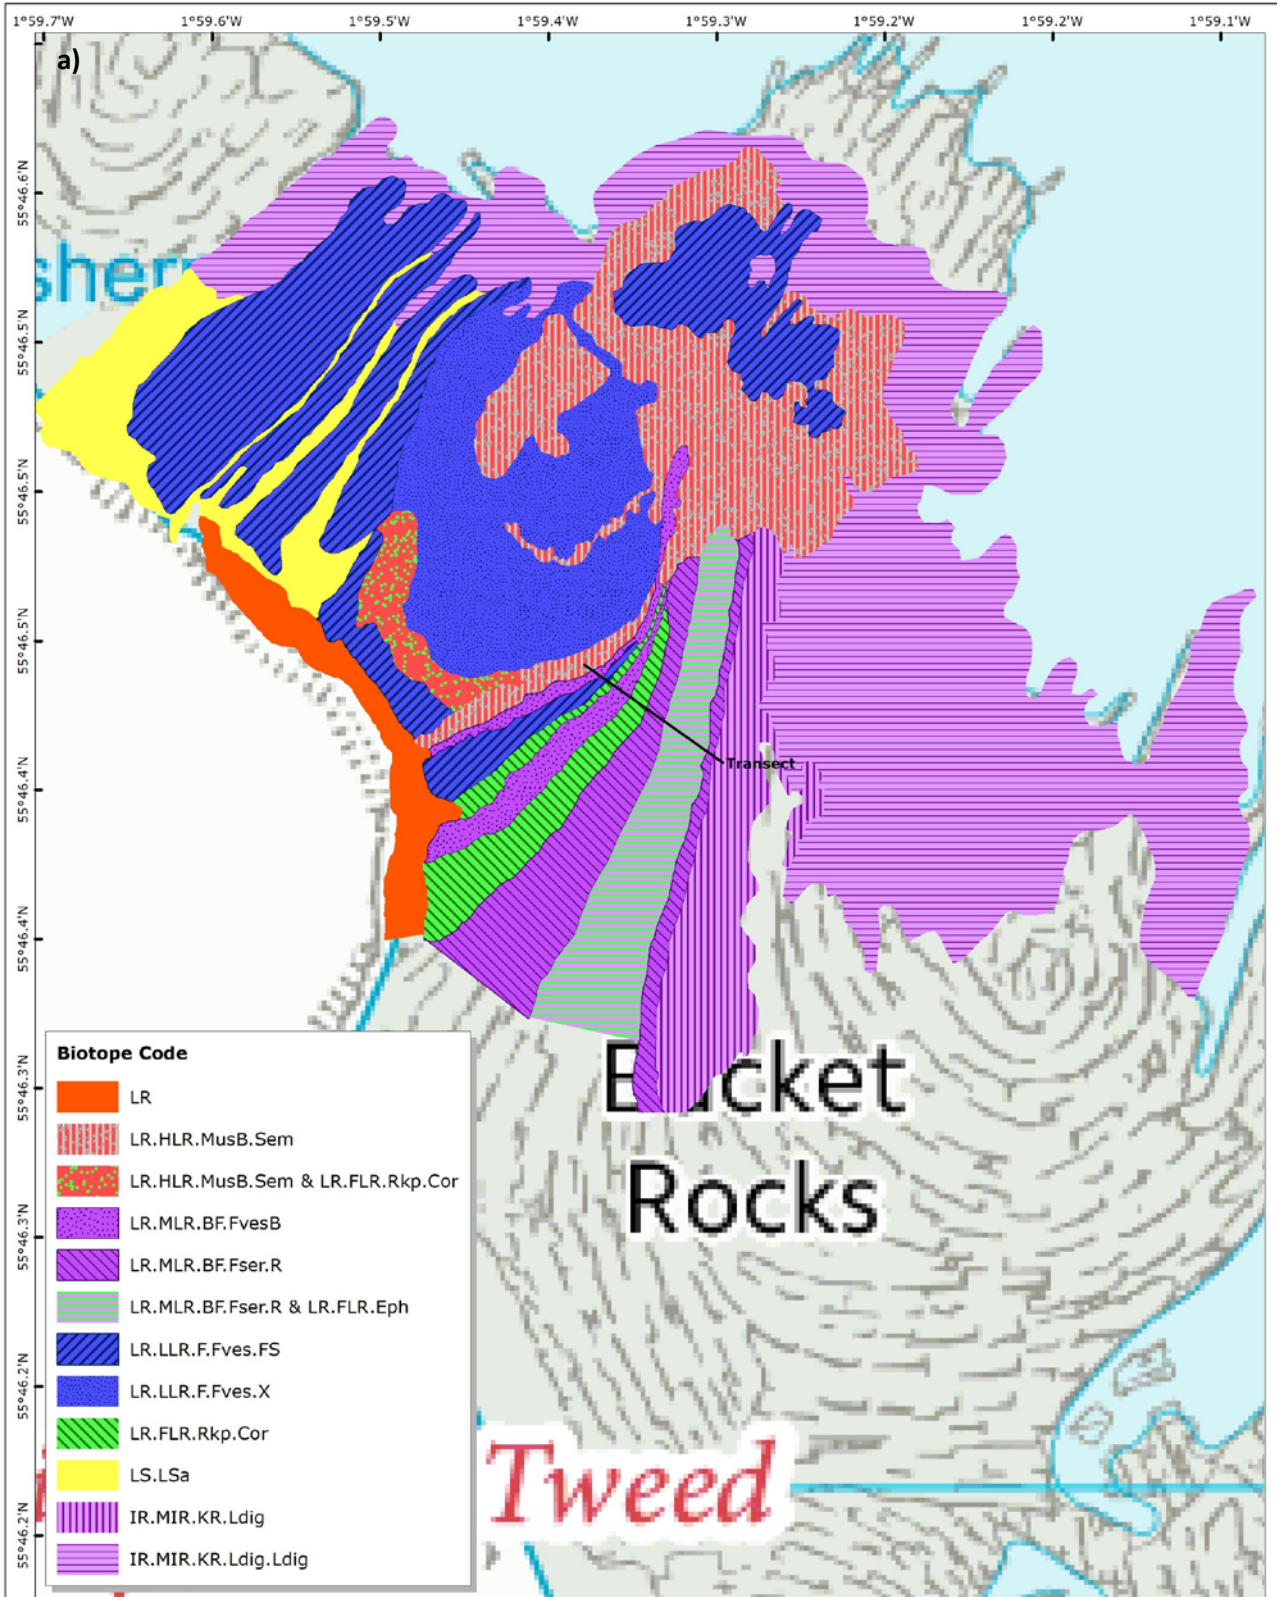 1°59.7'W 1°59.6'W 1°59.5'W 1°59.4'W 1°59.3'W 1°59.2'W 1°59.2'W 1°59.1'W
a)
55°46.6'N
sher
55°46.5'N
55°46.5'N
55°46.5'N
55°46.4'N
Transect
55°46.4'N
55°46.3'N
55°46.3'N
55°46.2'N
55°46.2'N
Rocks
Tweed
Biotope Code
LR
LR.HLR.MusB.Sem
LR.HLR.MusB.Sem & LR.FLR.Rkp.Cor
LR.MLR.BF.FvesB
LR.MLR.BF.Fser.R
LR.MLR.BF.Fser.R & LR.FLR.Eph
LR.LLR.F.Fves.FS
LR.LLR.F.Fves.X
LR.FLR.Rkp.Cor
LS.LSa
IR.MIR.KR.Ldig
IR.MIR.KR.Ldig.Ldig